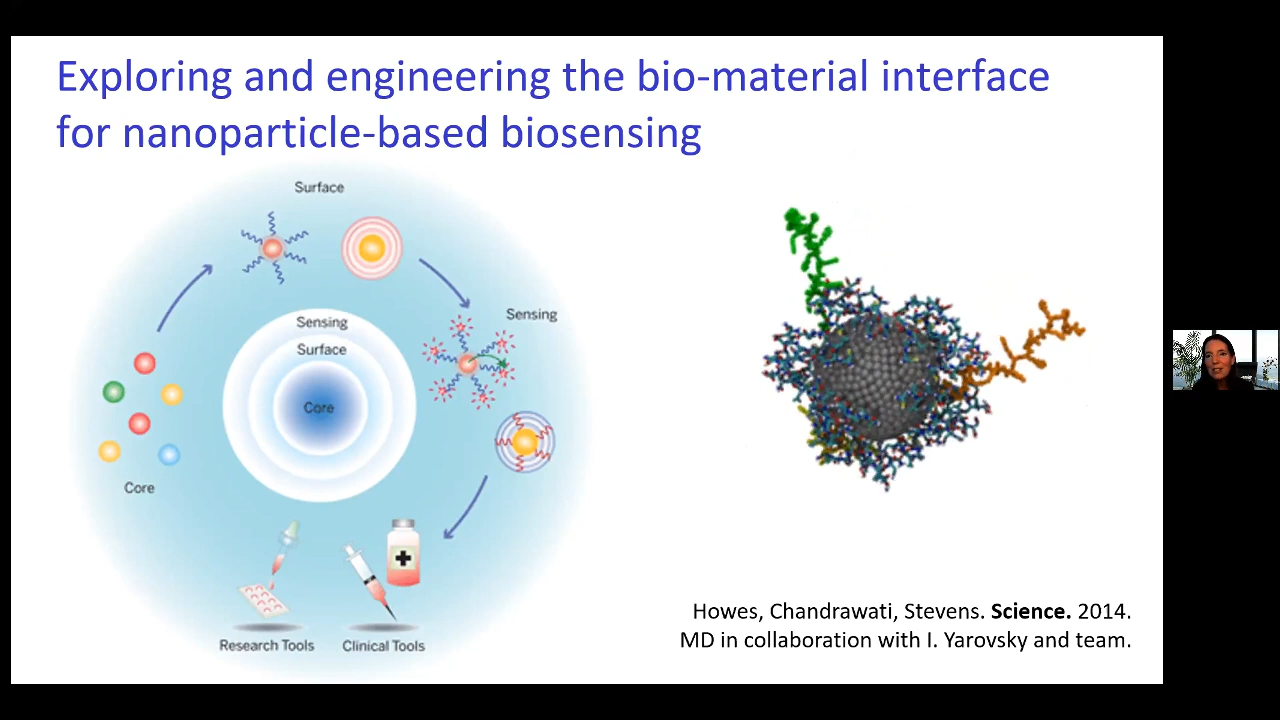 Exploring and engineering the bio-material interface
for nanoparticle-based biosensing
Surface
Sensing
Sensing
Surface
Core
Core
Research Tools
Clinical Tools
Howes, Chandrawati, Stevens. Science. 2014.
MD in collaboration with I. Yarovsky and team.